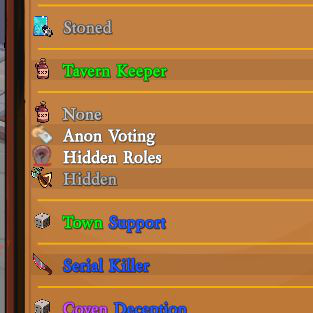 Stoned
Tavern Keeper
None
Anon Voting
Hidden Roles
Hidden
Town Support
Serial Killer
Coven Deception